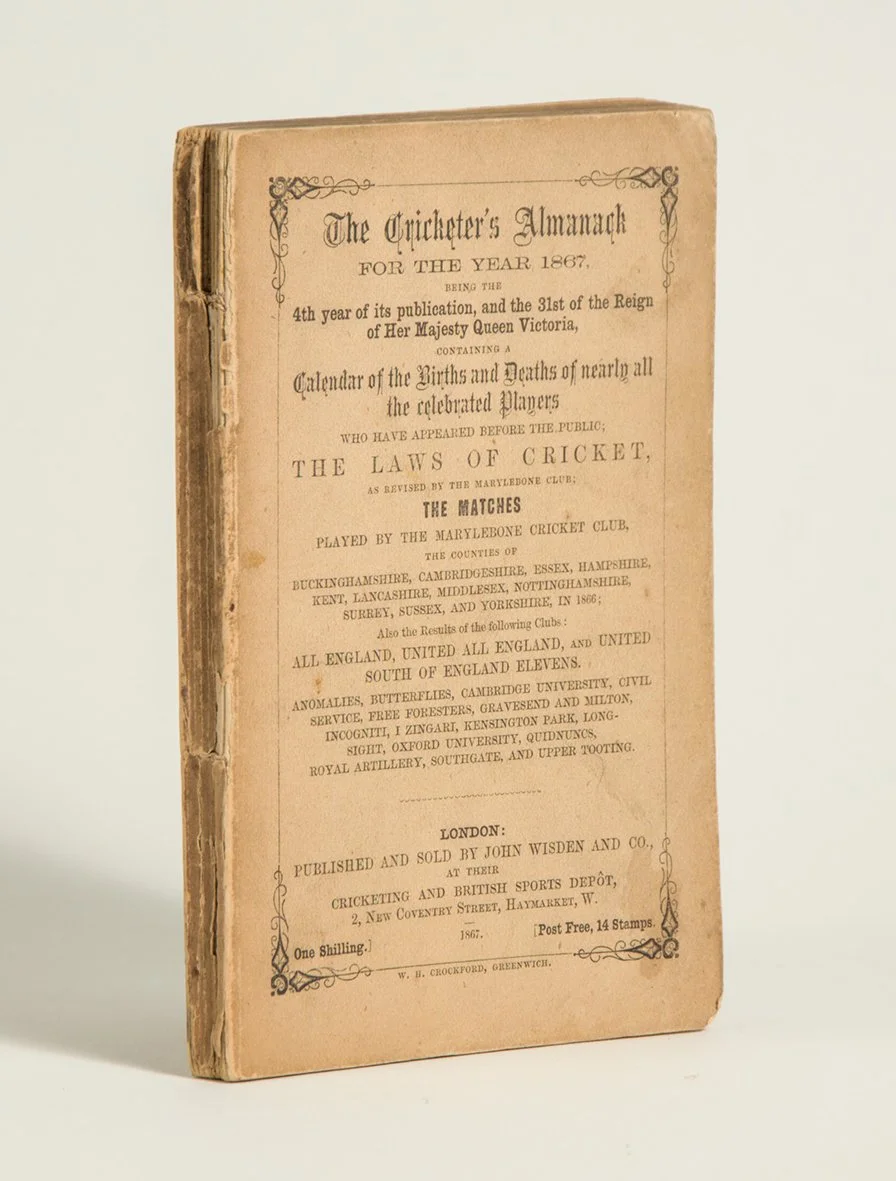 The Cricketer's Almanack
FOR THE YEAR 1867,
BEING THE
4th year of its publication, and the 31st of the Reign
of Her Majesty Queen Victoria,
CONTAINING A
Calendar of the Births and Deaths of nearly all
the celebrated Players
WHO HAVE APPEARED BEFORE THE PUBLIC;
THE LAWS OF CRICKET,
AS REVISED BY THE MARYLEBONE CLUB;
THE MATCHES
PLAYED BY THE MARYLEBONE CRICKET CLUB,
THE COUNTIES OF
BUCKINGHAMSHIRE, CAMBRIDGESHIRE, ESSEX, HAMPSHIRE,
KENT, LANCASHIRE, MIDDLESEX, NOTTINGHAMSHIRE,
SURREY, SUSSEX, AND YORKSHIRE, IN 1866;
Also the Results of the following Clubs:
ALL ENGLAND, UNITED ALL ENGLAND, AND UNITED
SOUTH OF ENGLAND ELEVENS.
ANOMALIES, BUTTERFLIES, CAMBRIDGE UNIVERSITY, CIVIL
SERVICE, FREE FORESTERS, GRAVESEND AND MILTON,
INCOGNITI, I ZINGARI, KENSINGTON PARK, LONG-
SIGHT, OXFORD UNIVERSITY, QUIDNUNCS,
ROYAL ARTILLERY, SOUTHGATE, AND UPPER TOOTING.
LONDON:
PUBLISHED AND SOLD BY JOHN WISDEN AND CO.,
AT THEIR
CRICKETING AND BRITISH SPORTS DEPÔT,
2, NEW COVENTRY STREET, HAYMARKET, W.
1867.
One Shilling.] [Post Free, 14 Stamps.
W. H. CROCKFORD, GREENWICH.